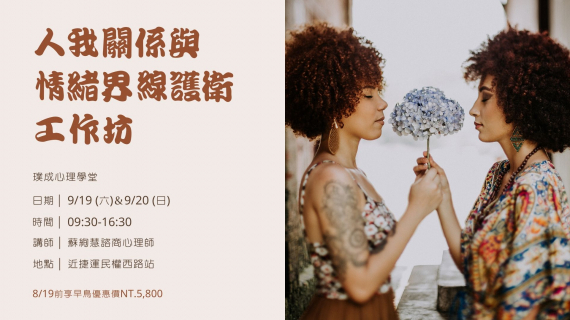 人我關係與
情緒界線護衛
工作坊
璞成心理學堂
日期│ 9/19 (六)&9/20 (日)
時間│ 09:30-16:30
講師│ 蘇絢慧諮商心理師
地點│ 近捷運民權西路站
8/19前享早鳥優惠價NT.5,800